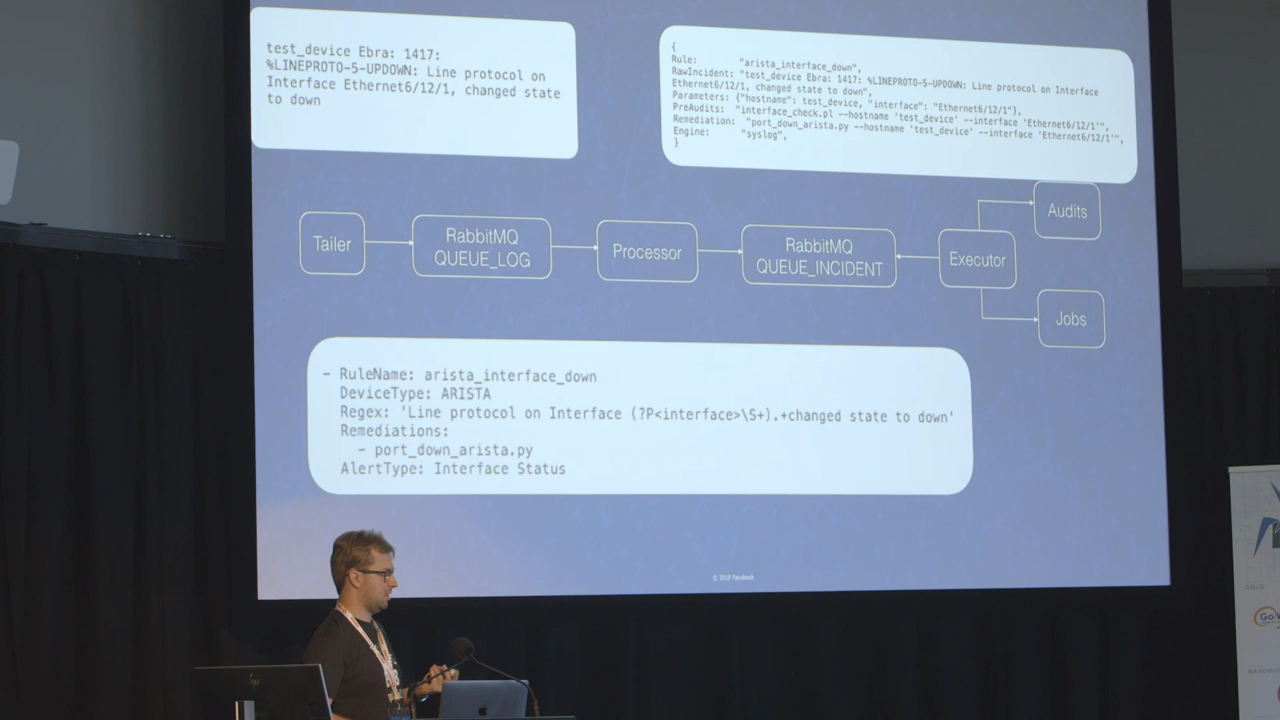 test_device Ebra: 1417:
%LINEPROTO-5-UPDOWN: Line protocol on
Interface Ethernet6/12/1, changed state
to down
{
Rule: "arista_interface_down",
RawIncident: "test_device Ebra: 1417: %LINEPROTO-5-UPDOWN: Line protocol on Interface
Ethernet6/12/1, changed state to down",
Parameters: {"hostname": test_device, "interface": "Ethernet6/12/1"},
PreAudits: "interface_check.pl --hostname 'test_device' --interface 'Ethernet6/12/1'",
Remediation: "port_down_arista.py --hostname 'test_device' --interface 'Ethernet6/12/1'",
Engine: "syslog",
}
Tailer
RabbitMQ
QUEUE_LOG
Processor
RabbitMQ
QUEUE_INCIDENT
Executor
Audits
Jobs
- RuleName: arista_interface_down
DeviceType: ARISTA
Regex: 'Line protocol on Interface (?P<interface>\S+).+changed state to down'
Remediations:
- port_down_arista.py
AlertType: Interface Status
© 2018 Facebook
hp
GOLD